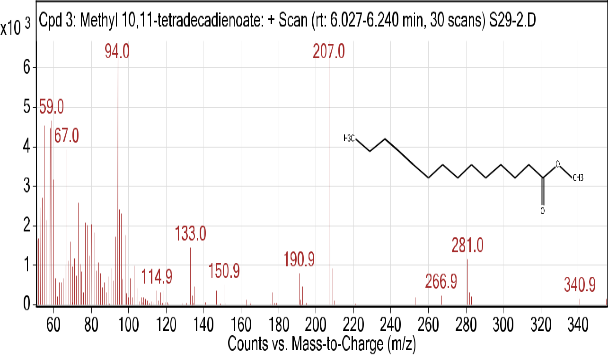 Cpd 3: Methyl 10,11-tetradecadienoate: + Scan (rt: 6.027-6.240 min, 30 scans) S29-2.D
x10 3
94.0
207.0
6
5
59.0
67.0
4
H3C
O
CH3
O
3
2
133.0
281.0
1
114.9
150.9
190.9
266.9
340.9
0
60 80 100 120 140 160 180 200 220 240 260 280 300 320 340
Counts vs. Mass-to-Charge (m/z)